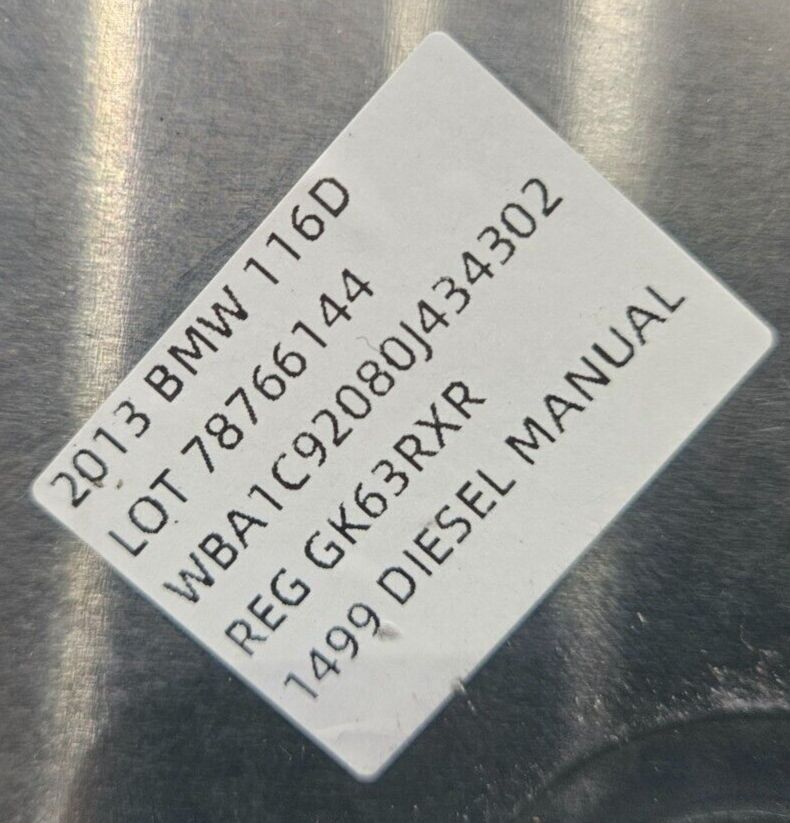 2013 BMW 116D
LOT 78766144
WBA1C92080J434302
REG GK63RXR
1499 DIESEL MANUAL